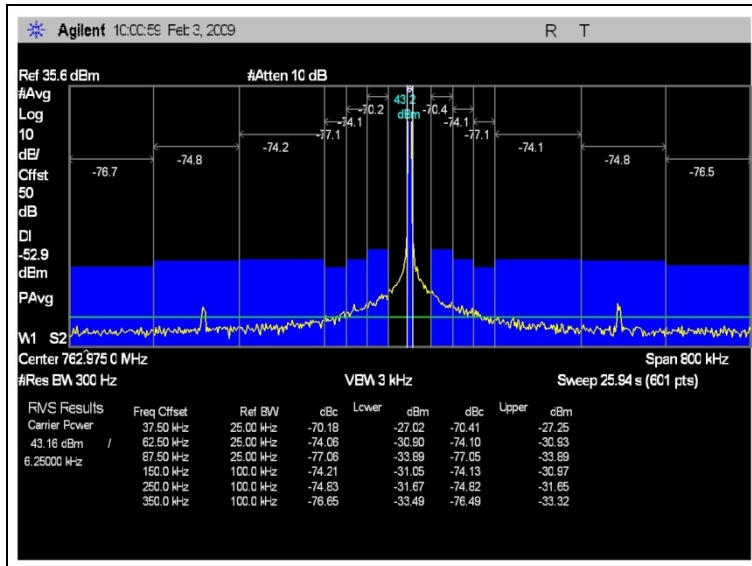 Agilent 10:00:59 Feb 3, 2009 R T
Ref 35.6 dBm #Atten 10 dB
#Avg
Log
10
dB/
Offst
50
dB
DI
-52.9
dBm
PAvg
W1 S2
-76.7 -74.8 -74.2 -77.1 -74.1 -70.2 43.2 dBm -70.4 -74.1 -77.1 -74.1 -74.8 -76.5
Center 762.975 0 MHz Span 800 kHz
#Res BW 300 Hz VBW 3 kHz Sweep 25.94 s (601 pts)
RMS Results Freq Offset Ref BW dBc Lower dBm dBc Upper dBm
Carrier Power 37.50 kHz 25.00 kHz -70.18 -27.02 -70.41 -27.25
43.16 dBm / 62.50 kHz 25.00 kHz -74.06 -30.90 -74.10 -30.93
6.25000 kHz 87.50 kHz 25.00 kHz -77.06 -33.89 -77.05 -33.89
150.0 kHz 100.0 kHz -74.21 -31.05 -74.13 -30.97
250.0 kHz 100.0 kHz -74.83 -31.67 -74.82 -31.65
350.0 kHz 100.0 kHz -76.65 -33.49 -76.49 -33.32